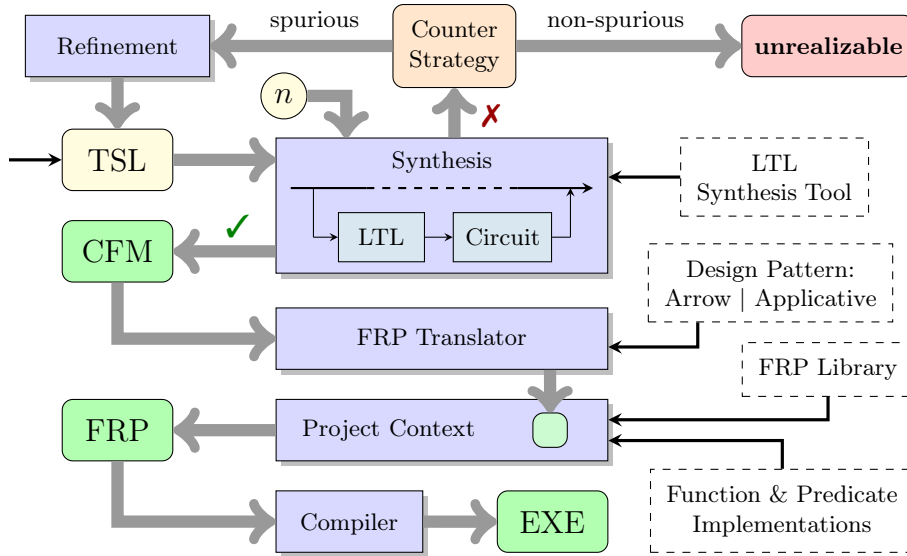 spurious
non-spurious
Refinement
Counter
Strategy
unrealizable
n
✗
TSL
Synthesis
LTL
Synthesis Tool
✓
CFM
LTL
Circuit
Design Pattern:
Arrow | Applicative
FRP Translator
FRP Library
FRP
Project Context
Function & Predicate
Implementations
Compiler
EXE